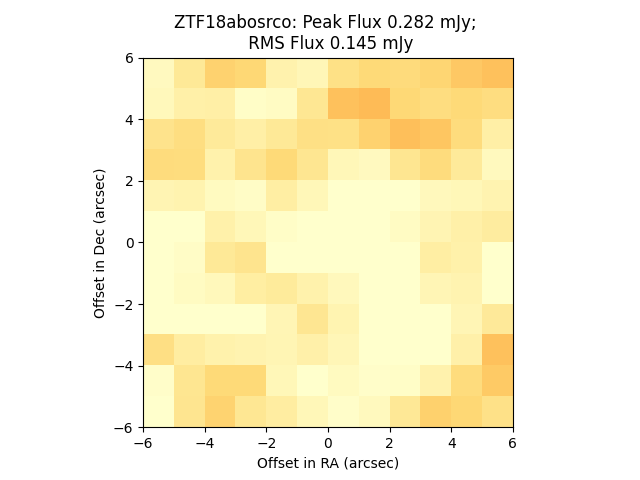 ZTF18abosrco: Peak Flux 0.282 mJy;
RMS Flux 0.145 mJy
6
4
2
0
−2
−4
−6
Offset in Dec (arcsec)
−6 −4 −2 0 2 4 6
Offset in RA (arcsec)